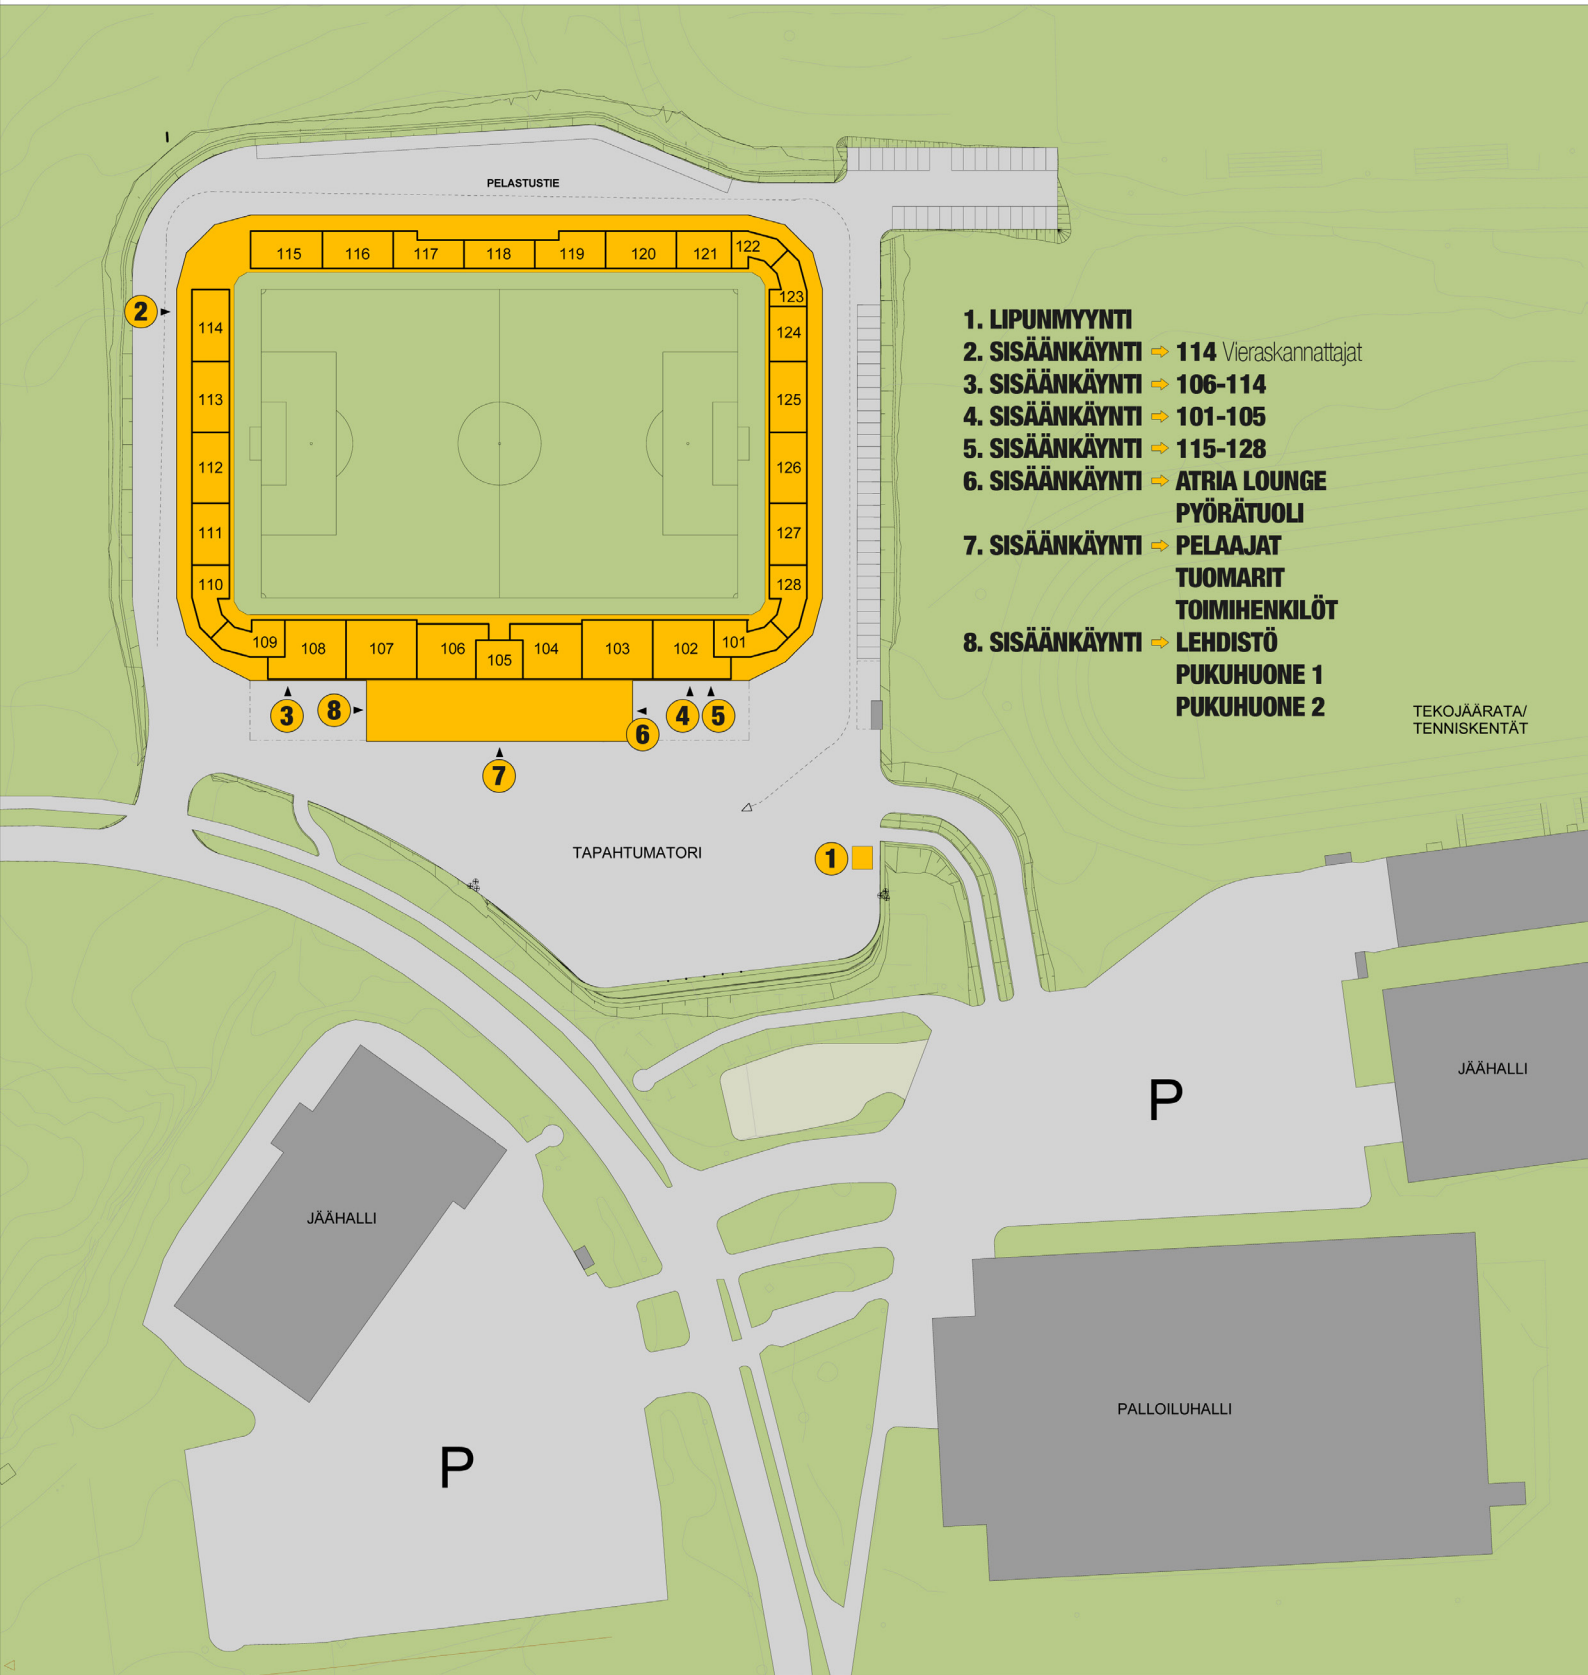 PELASTUSTIE
115
116
117
118
119
120
121
122
123
124
125
126
127
128
114
113
112
111
110
109
108
107
106
105
104
103
102
101
2
3
8
7
6
4
5
1
1. LIPUNMYYNTI
2. SISÄÄNKÄYNTI 114 Vieraskannattajat
3. SISÄÄNKÄYNTI 106-114
4. SISÄÄNKÄYNTI 101-105
5. SISÄÄNKÄYNTI 115-128
6. SISÄÄNKÄYNTI ATRIA LOUNGE
PYÖRÄTUOLI
7. SISÄÄNKÄYNTI PELAAJAT
TUOMARIT
TOIMIHENKILÖT
8. SISÄÄNKÄYNTI LEHDISTÖ
PUKUHUONE 1
PUKUHUONE 2
TEKOJÄÄRATA/
TENNISKENTÄT
TAPAHTUMATORI
JÄÄHALLI
P
JÄÄHALLI
P
PALLOILUHALLI